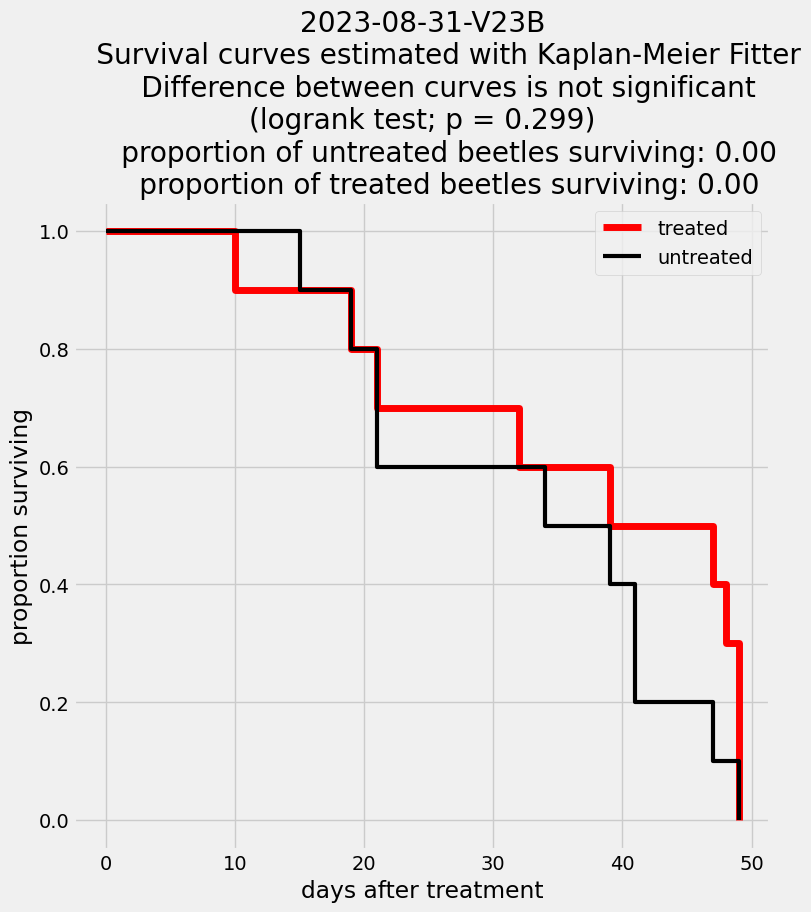 2023-08-31-V23B
Survival curves estimated with Kaplan-Meier Fitter
Difference between curves is not significant
(logrank test; p = 0.299)
proportion of untreated beetles surviving: 0.00
proportion of treated beetles surviving: 0.00
treated
untreated
1.0
0.8
0.6
0.4
0.2
0.0
proportion surviving
0 10 20 30 40 50
days after treatment